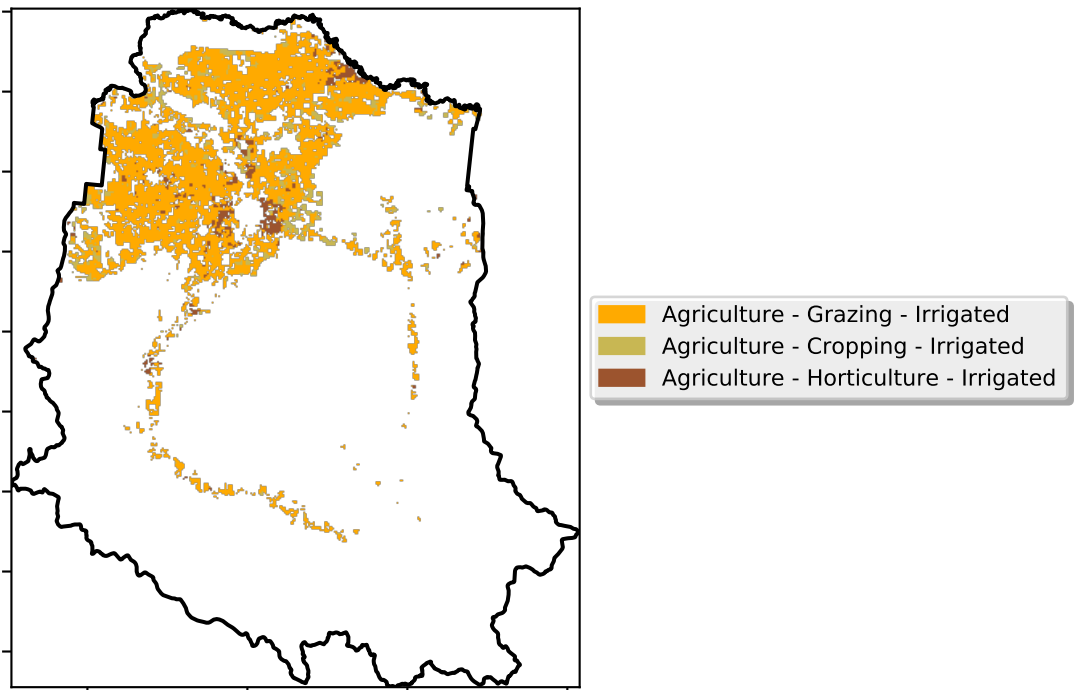 Agriculture - Grazing - Irrigated
Agriculture - Cropping - Irrigated
Agriculture - Horticulture - Irrigated